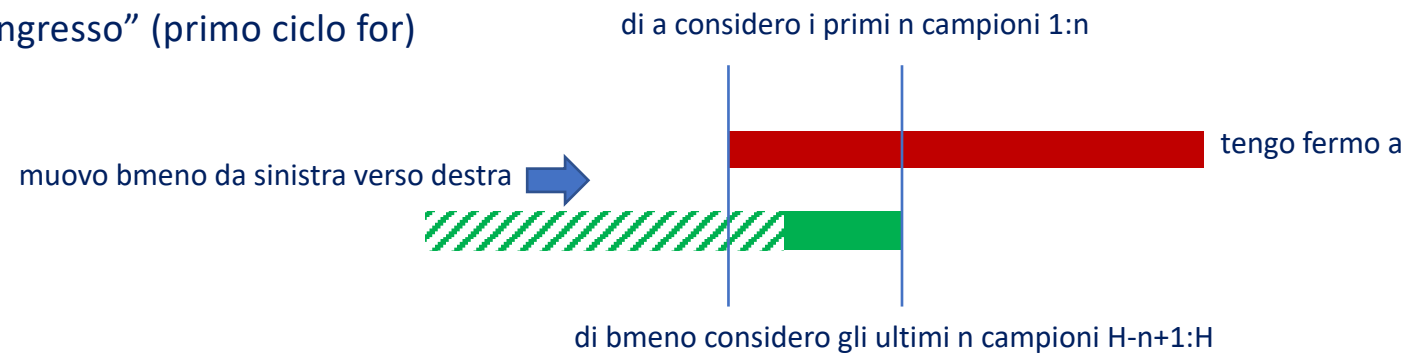 ngresso” (primo ciclo for)
di a considero i primi n campioni 1:n
tengo fermo a
muovo bmeno da sinistra verso destra
di bmeno considero gli ultimi n campioni H-n+1:H